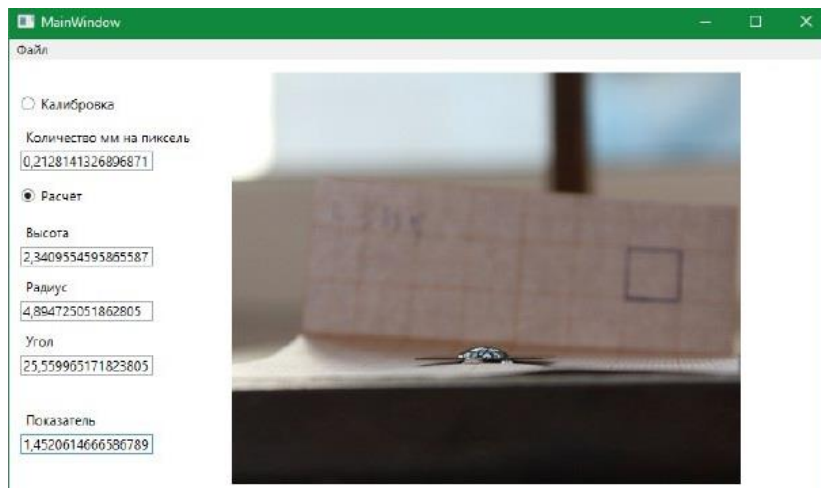 MainWindow
Файл
Калибровка
Количество мм на пиксель
0,2128141326896871
Расчёт
Высота
2,3409554595865587
Радиус
4,894725051862805
Угол
25,559965171823805
Показатель
1,4520614666586789